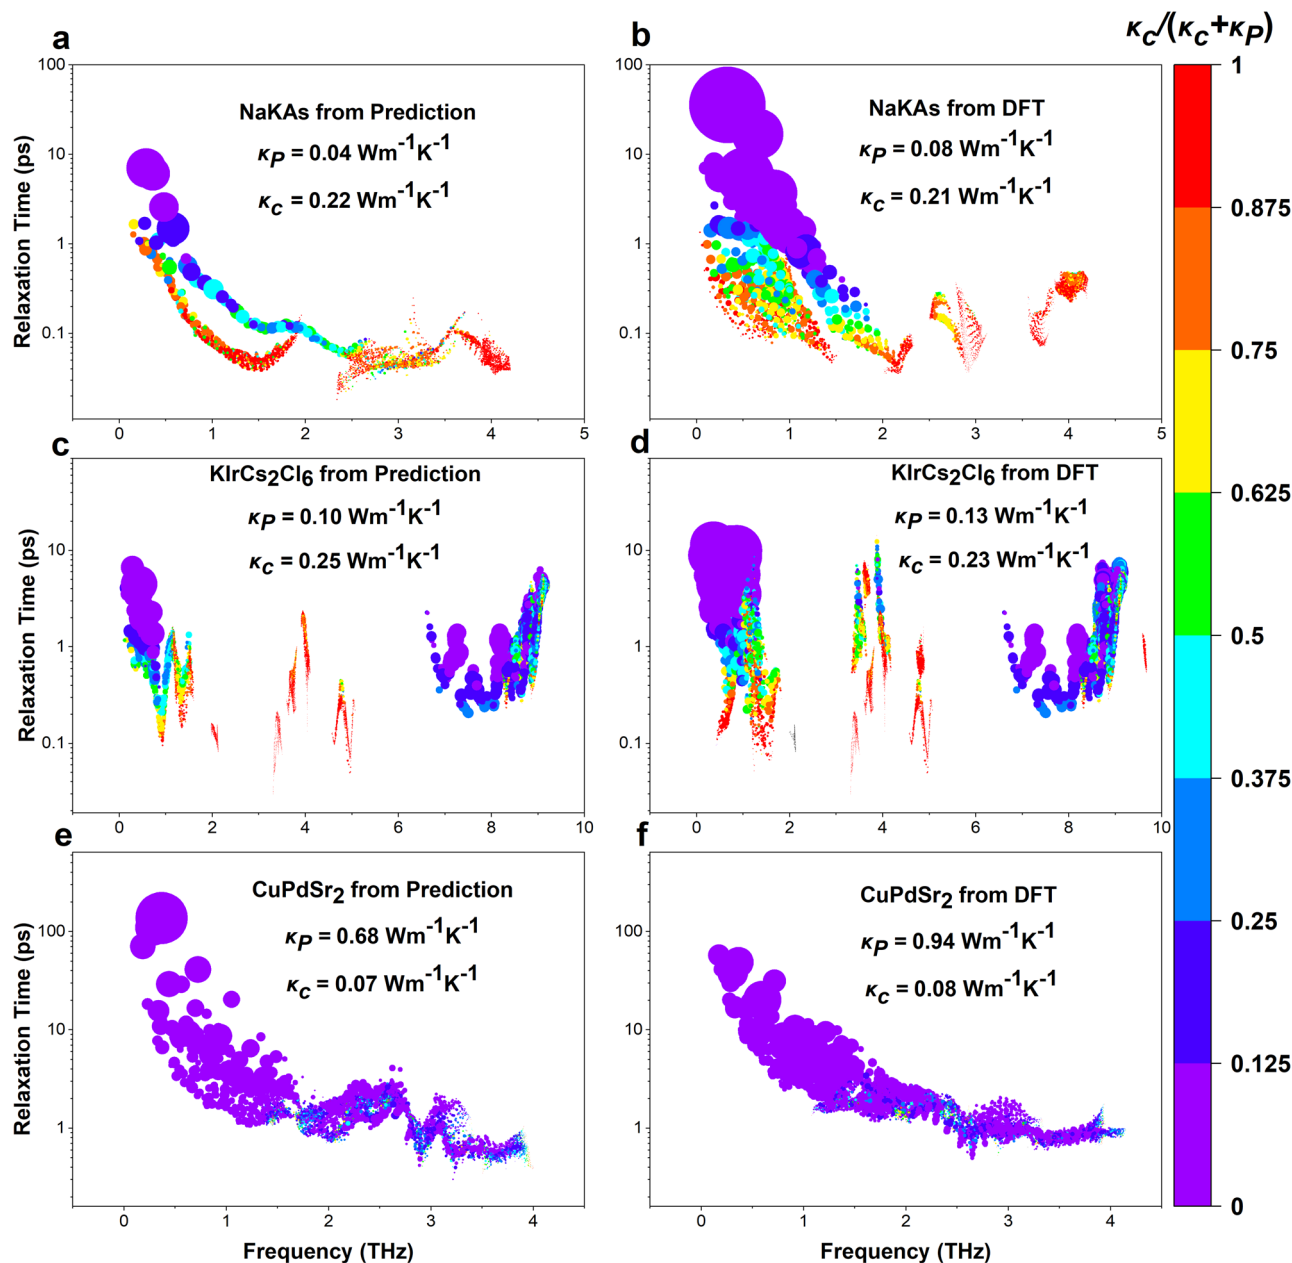 κc/(κc+κP)
a
b
100
10
1
0.1
Relaxation Time (ps)
NaKAs from Prediction
κP = 0.04 Wm⁻¹K⁻¹
κc = 0.22 Wm⁻¹K⁻¹
0 1 2 3 4 5
100
10
1
0.1
NaKAs from DFT
κP = 0.08 Wm⁻¹K⁻¹
κc = 0.21 Wm⁻¹K⁻¹
0 1 2 3 4 5
c
d
10
1
0.1
Relaxation Time (ps)
KIrCs₂Cl₆ from Prediction
κP = 0.10 Wm⁻¹K⁻¹
κc = 0.25 Wm⁻¹K⁻¹
0 2 4 6 8 10
10
1
0.1
KIrCs₂Cl₆ from DFT
κP = 0.13 Wm⁻¹K⁻¹
κc = 0.23 Wm⁻¹K⁻¹
0 2 4 6 8 10
e
f
100
10
1
Relaxation Time (ps)
CuPdSr₂ from Prediction
κP = 0.68 Wm⁻¹K⁻¹
κc = 0.07 Wm⁻¹K⁻¹
0 1 2 3 4
Frequency (THz)
100
10
1
CuPdSr₂ from DFT
κP = 0.94 Wm⁻¹K⁻¹
κc = 0.08 Wm⁻¹K⁻¹
0 1 2 3 4
Frequency (THz)
1
0.875
0.75
0.625
0.5
0.375
0.25
0.125
0